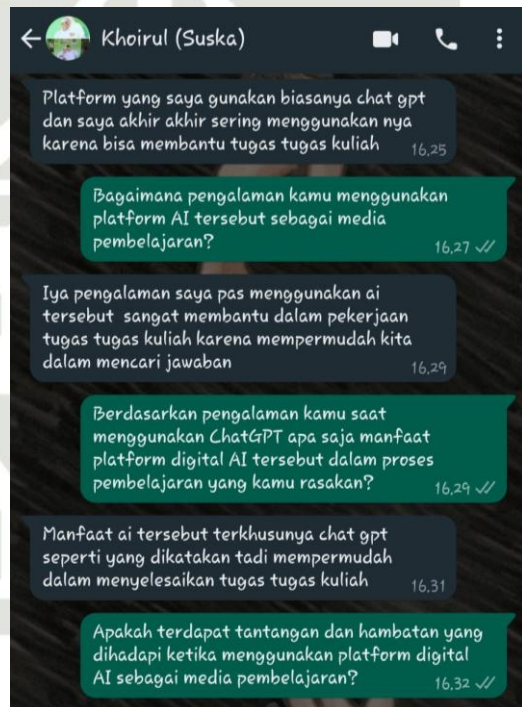 Khoirul (Suska)
Platform yang saya gunakan biasanya chat gpt
dan saya akhir akhir sering menggunakan nya
karena bisa membantu tugas tugas kuliah 16.25
Bagaimana pengalaman kamu menggunakan
platform AI tersebut sebagai media
pembelajaran? 16.27
Iya pengalaman saya pas menggunakan ai
tersebut sangat membantu dalam pekerjaan
tugas tugas kuliah karena mempermudah kita
dalam mencari jawaban 16.29
Berdasarkan pengalaman kamu saat
menggunakan ChatGPT apa saja manfaat
platform digital AI tersebut dalam proses
pembelajaran yang kamu rasakan? 16.29
Manfaat ai tersebut terkhusunya chat gpt
seperti yang dikatakan tadi mempermudah
dalam menyelesaikan tugas tugas kuliah 16.31
Apakah terdapat tantangan dan hambatan yang
dihadapi ketika menggunakan platform digital
AI sebagai media pembelajaran? 16.32